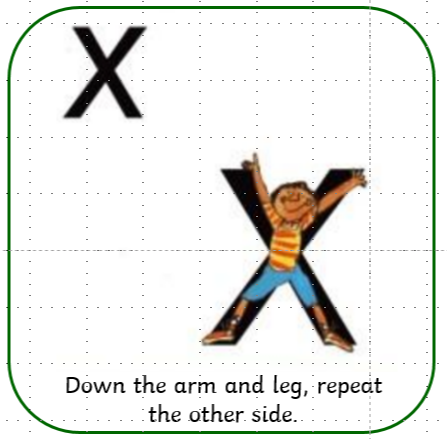 X
X
Down the arm and leg, repeat
the other side.